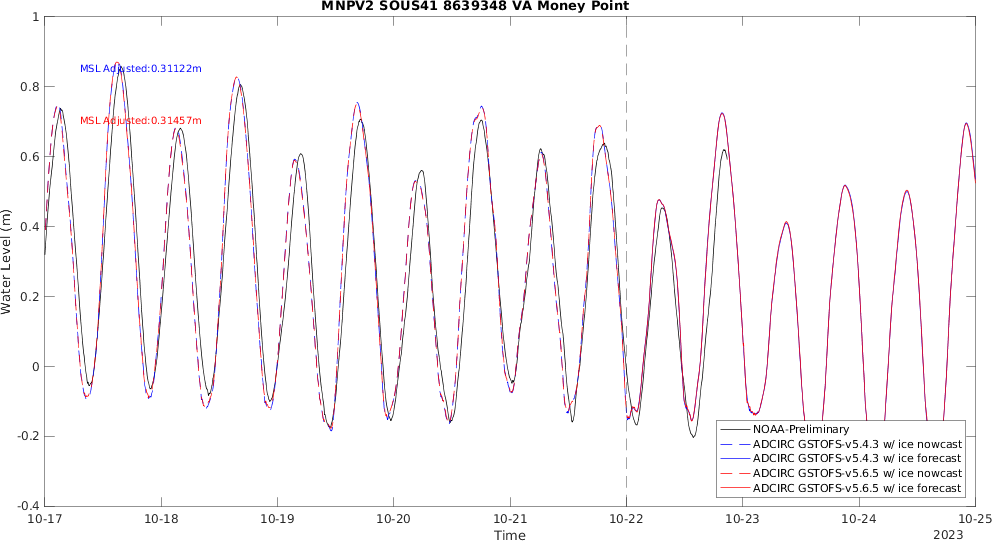 MNPV2 SOUS41 8639348 VA Money Point
1
0.8
0.6
0.4
0.2
0
-0.2
-0.4
Water Level (m)
MSL Adjusted:0.31122m
MSL Adjusted:0.31457m
NOAA-Preliminary
ADCIRC GSTOFS-v5.4.3 w/ ice nowcast
ADCIRC GSTOFS-v5.4.3 w/ ice forecast
ADCIRC GSTOFS-v5.6.5 w/ ice nowcast
ADCIRC GSTOFS-v5.6.5 w/ ice forecast
10-17 10-18 10-19 10-20 10-21 10-22 10-23 10-24 10-25
Time
2023